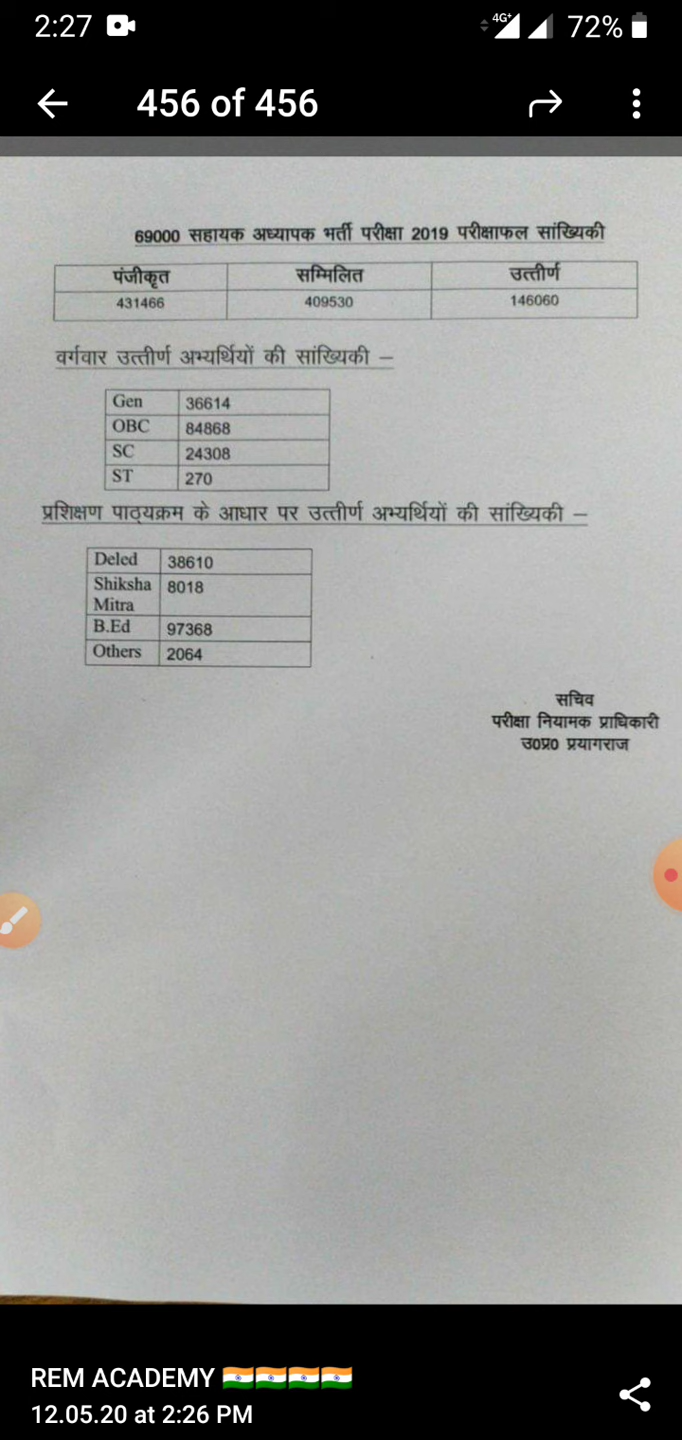 2:27 4G+ 72%
456 of 456
69000 सहायक अध्यापक भर्ती परीक्षा 2019 परीक्षाफल सांख्यिकी
पंजीकृत सम्मिलित उत्तीर्ण
431466 409530 146060
वर्गवार उत्तीर्ण अभ्यर्थियों की सांख्यिकी –
Gen 36614
OBC 84868
SC 24308
ST 270
प्रशिक्षण पाठ्यक्रम के आधार पर उत्तीर्ण अभ्यर्थियों की सांख्यिकी –
Deled 38610
Shiksha 8018
Mitra
B.Ed 97368
Others 2064
सचिव
परीक्षा नियामक प्राधिकारी
उ0प्र0 प्रयागराज
REM ACADEMY 🇮🇳🇮🇳🇮🇳🇮🇳
12.05.20 at 2:26 PM